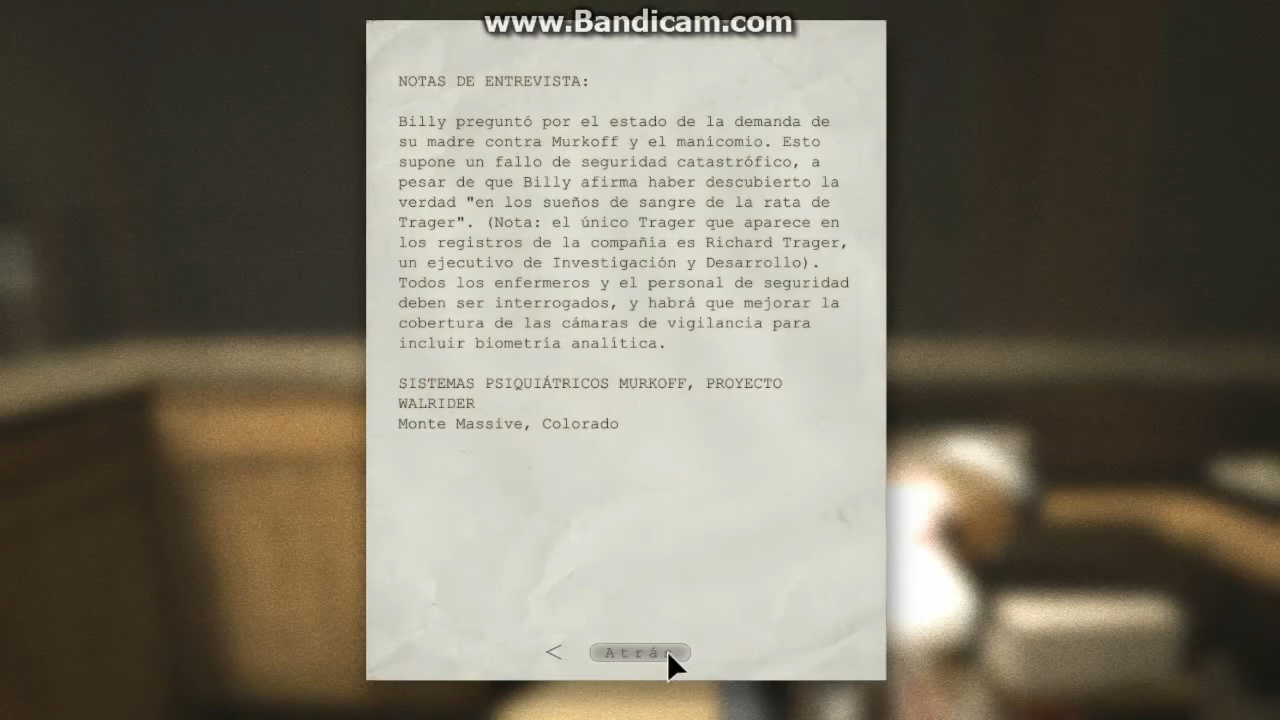 www.Bandicam.com
NOTAS DE ENTREVISTA:
Billy preguntó por el estado de la demanda de
su madre contra Murkoff y el manicomio. Esto
supone un fallo de seguridad catastrófico, a
pesar de que Billy afirma haber descubierto la
verdad "en los sueños de sangre de la rata de
Trager". (Nota: el único Trager que aparece en
los registros de la compañía es Richard Trager,
un ejecutivo de Investigación y Desarrollo).
Todos los enfermeros y el personal de seguridad
deben ser interrogados, y habrá que mejorar la
cobertura de las cámaras de vigilancia para
incluir biometría analítica.
SISTEMAS PSIQUIÁTRICOS MURKOFF, PROYECTO
WALRIDER
Monte Massive, Colorado
< Atrás